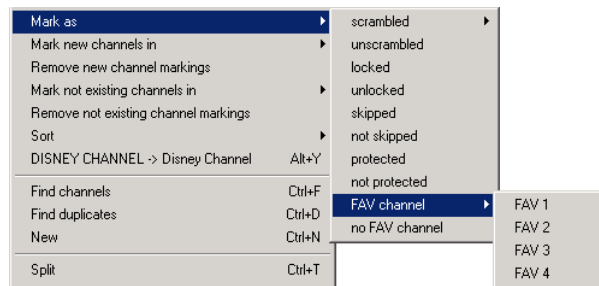 Mark as
Mark new channels in
Remove new channel markings
Mark not existing channels in
Remove not existing channel markings
Sort
DISNEY CHANNEL -> Disney Channel Alt+Y
Find channels Ctrl+F
Find duplicates Ctrl+D
New Ctrl+N
Split Ctrl+T
scrambled
unscrambled
locked
unlocked
skipped
not skipped
protected
not protected
FAV channel
no FAV channel
FAV 1
FAV 2
FAV 3
FAV 4